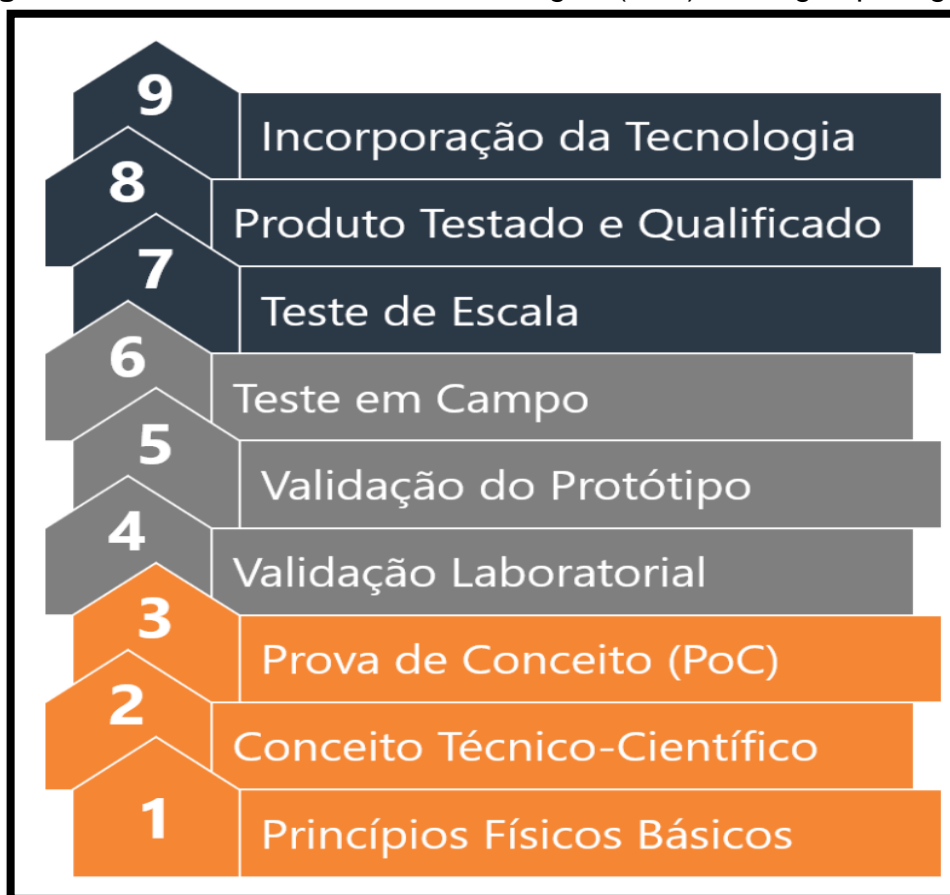 9
Incorporação da Tecnologia
8
Produto Testado e Qualificado
7
Teste de Escala
6
Teste em Campo
5
Validação do Protótipo
4
Validação Laboratorial
3
Prova de Conceito (PoC)
2
Conceito Técnico-Científico
1
Princípios Físicos Básicos